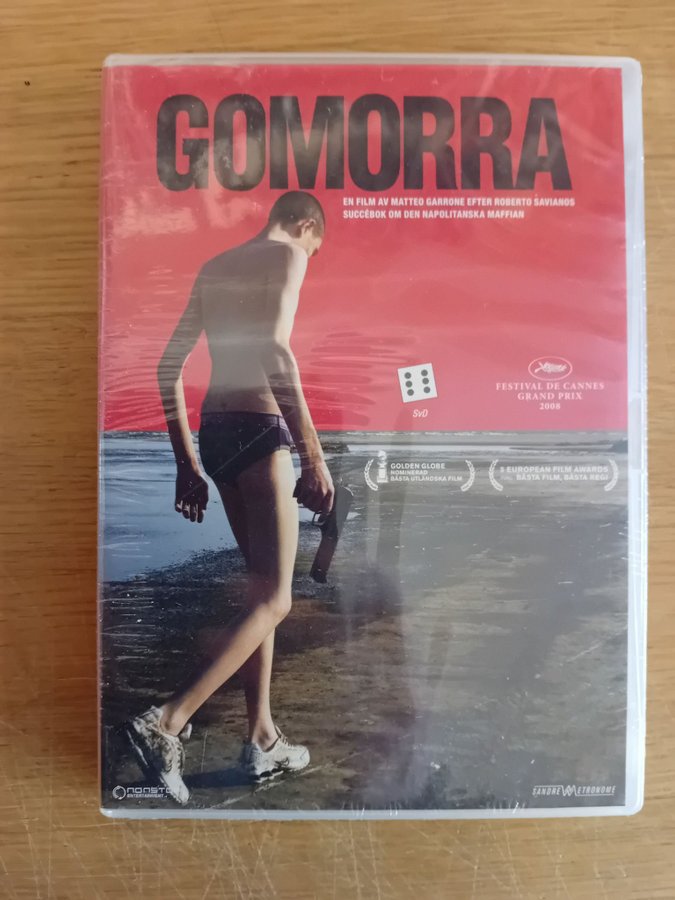 GOMORRA
EN FILM AV MATTEO GARRONE EFTER ROBERTO SAVIANOS
SUCCÉBOK OM DEN NAPOLITANSKA MAFFIAN
SvD
FESTIVAL DE CANNES
GRAND PRIX
2008
GOLDEN GLOBE
NOMINERAD
BÄSTA UTLÄNDSKA FILM
5 EUROPEAN FILM AWARDS
BÄSTA FILM, BÄSTA REGI
ENTERTAINMENT
SANDREW METRONOME